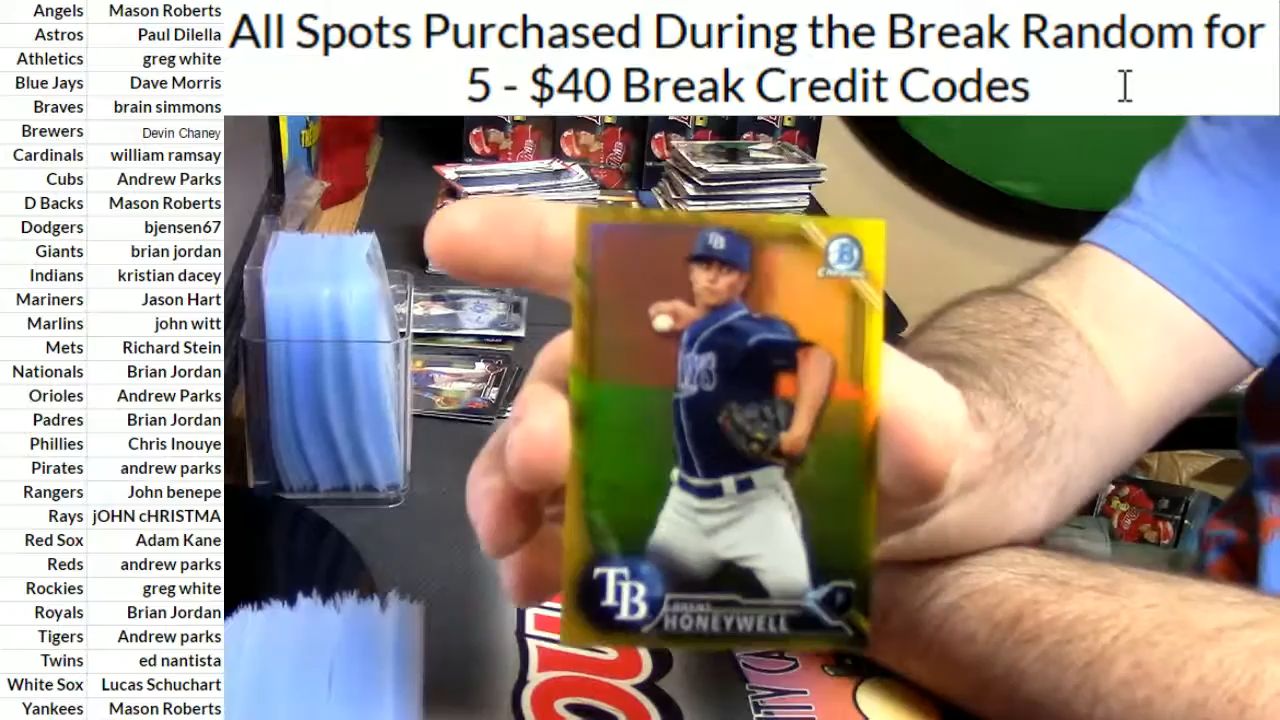 All Spots Purchased During the Break Random for
5 - $40 Break Credit Codes
Angels Mason Roberts
Astros Paul Dilella
Athletics greg white
Blue Jays Dave Morris
Braves brain simmons
Brewers Devin Chaney
Cardinals william ramsay
Cubs Andrew Parks
D Backs Mason Roberts
Dodgers bjensen67
Giants brian jordan
Indians kristian dacey
Mariners Jason Hart
Marlins john witt
Mets Richard Stein
Nationals Brian Jordan
Orioles Andrew Parks
Padres Brian Jordan
Phillies Chris Inouye
Pirates andrew parks
Rangers John benepe
Rays jOHN cHRISTMA
Red Sox Adam Kane
Reds andrew parks
Rockies greg white
Royals Brian Jordan
Tigers Andrew parks
Twins ed nantista
White Sox Lucas Schuchart
Yankees Mason Roberts
TB
B
CHROME
TB
HONEYWELL